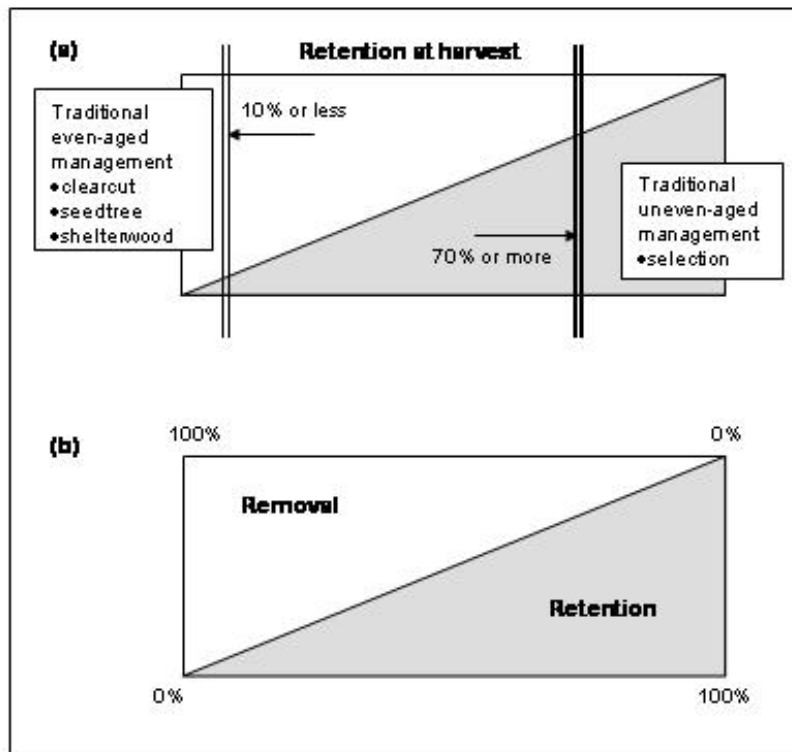 (a)
Retention at harvest
Traditional
even-aged
management
•clearcut
•seedtree
•shelterwood
10% or less
70% or more
Traditional
uneven-aged
management
•selection
(b)
100%
0%
Removal
Retention
0%
100%